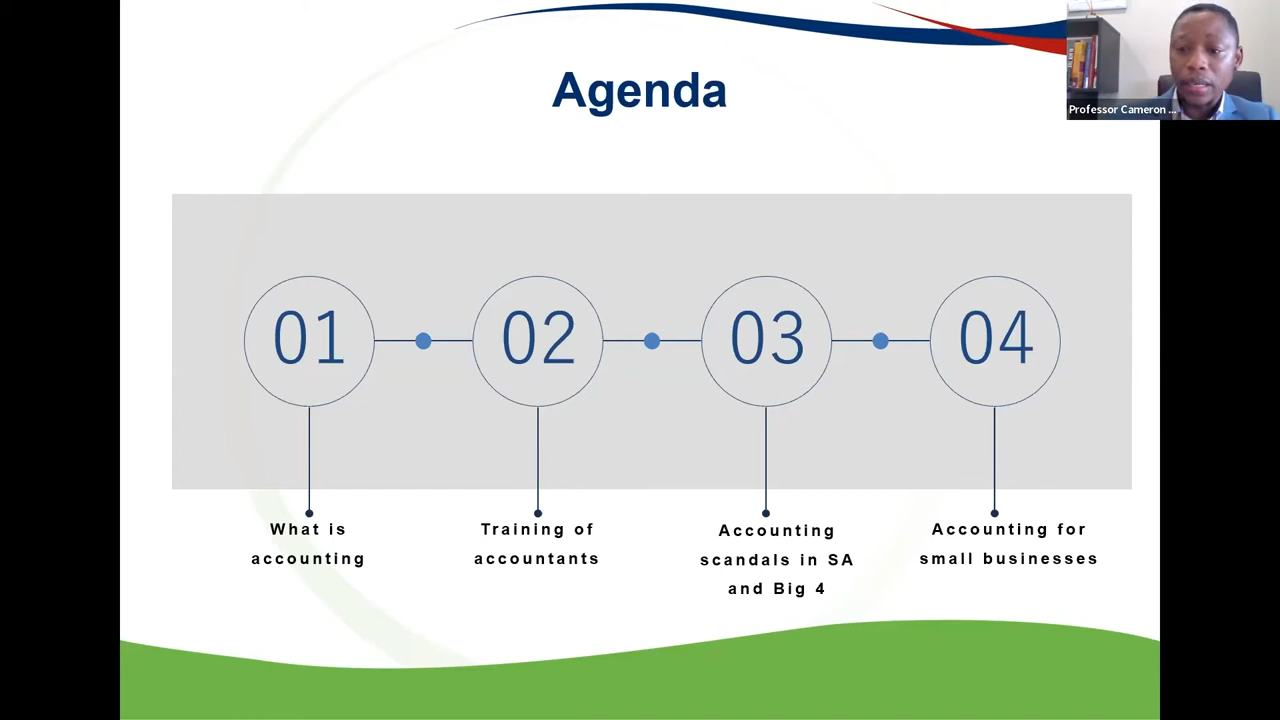 Agenda
Professor Cameron ...
01
02
03
04
What is
accounting
Training of
accountants
Accounting
scandals in SA
and Big 4
Accounting for
small businesses